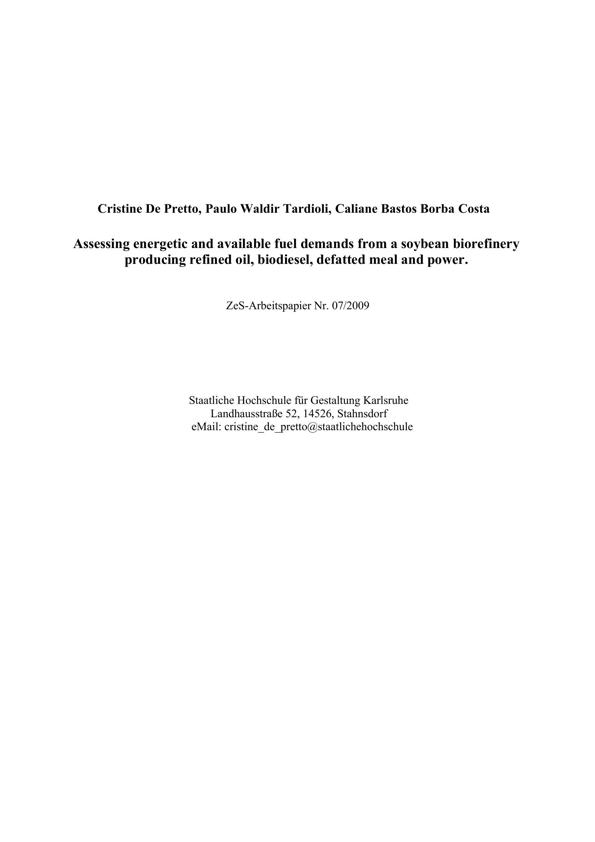 Cristine De Pretto, Paulo Waldir Tardioli, Caliane Bastos Borba Costa
Assessing energetic and available fuel demands from a soybean biorefinery
producing refined oil, biodiesel, defatted meal and power.
ZeS-Arbeitspapier Nr. 07/2009
Staatliche Hochschule für Gestaltung Karlsruhe
Landhausstraße 52, 14526, Stahnsdorf
eMail: cristine_de_pretto@staatlichehochschule